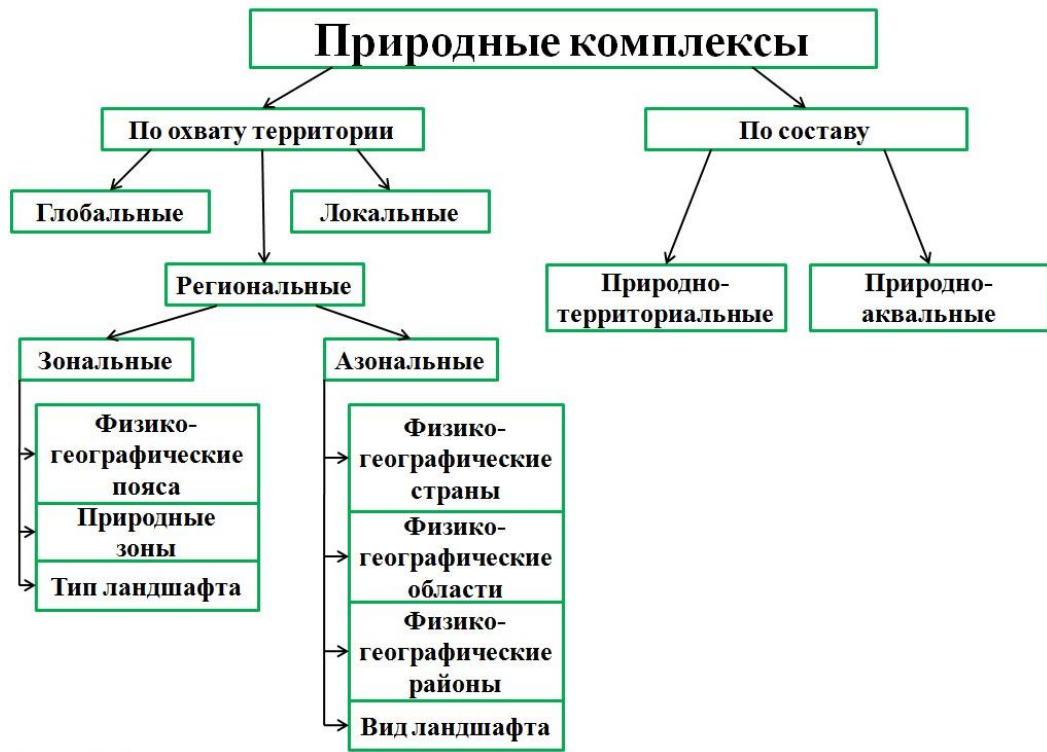 Природные комплексы
По охвату территории
По составу
Глобальные
Локальные
Региональные
Природно-
территориальные
Природно-
аквальные
Зональные
Азональные
Физико-
географические
пояса
Природные
зоны
Тип ландшафта
Физико-
географические
страны
Физико-
географические
области
Физико-
географические
районы
Вид ландшафта